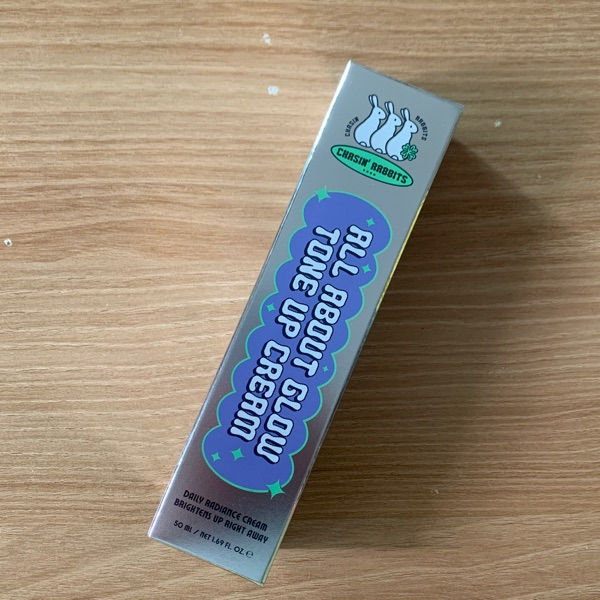 CHASIN' RABBITS
CHASIN' RABBITS
ALL ABOUT GLOW
TONE UP CREAM
DAILY RADIANCE CREAM
BRIGHTENS UP RIGHT AWAY
50 ML / NET 1.69 FL. OZ. ℮